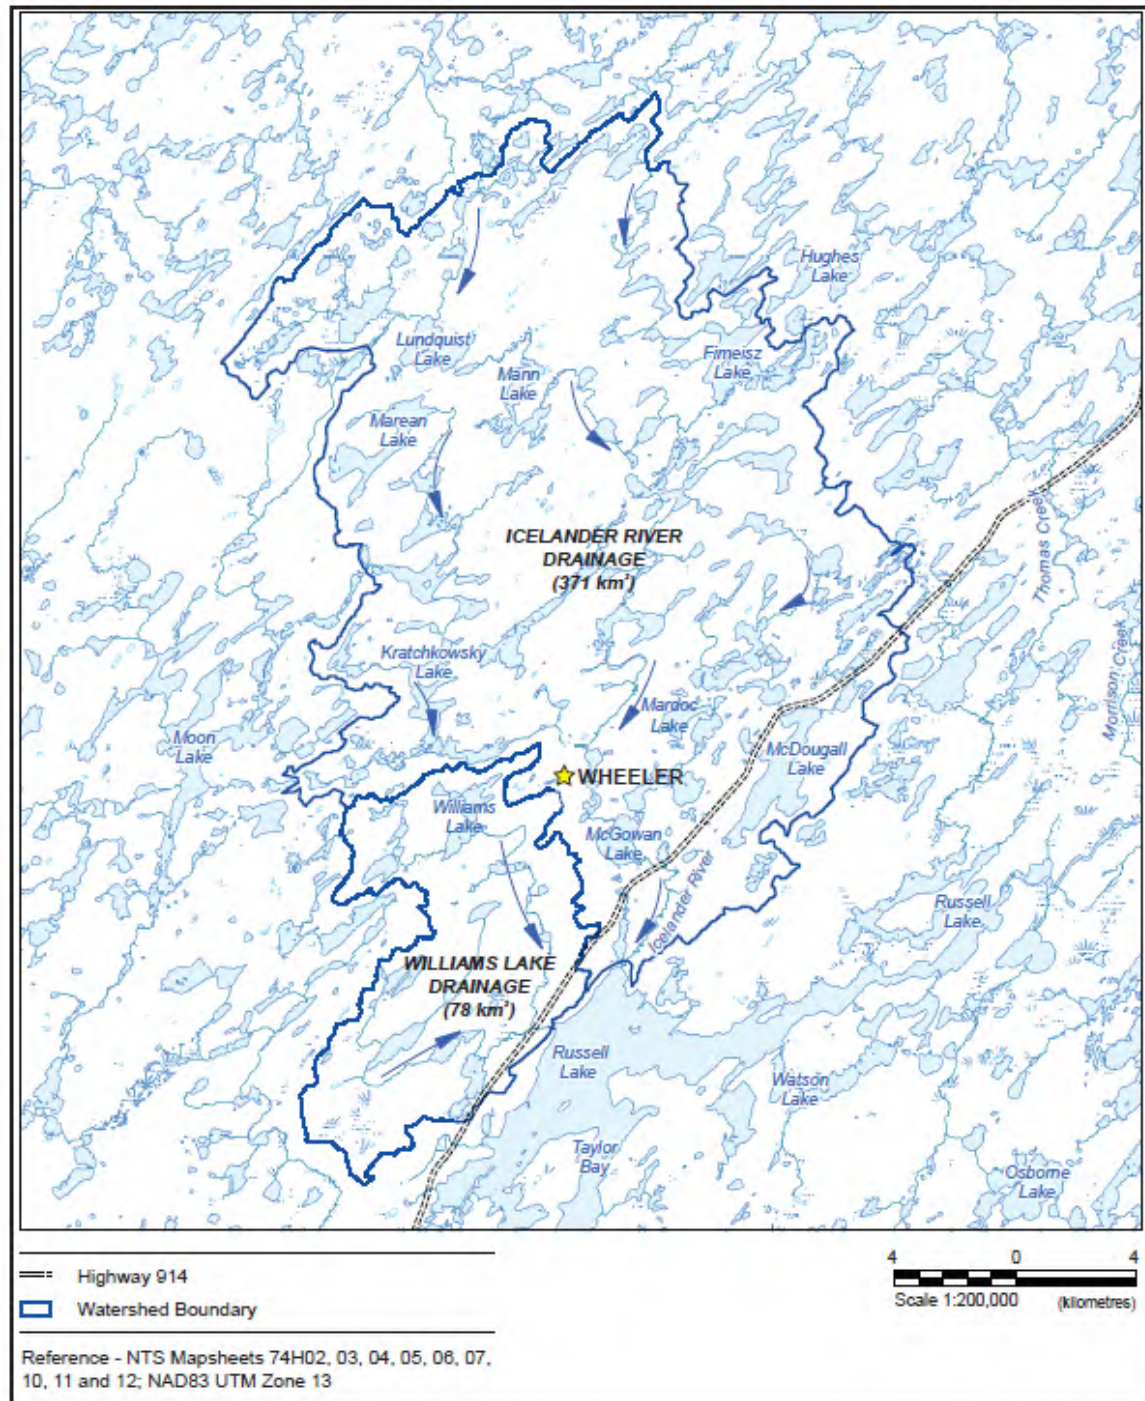 Hughes
Lake
Lundquist
Lake
Fimeisz
Lake
Mann
Lake
Marean
Lake
Thomas Creek
ICELANDER RIVER
DRAINAGE
(371 km²)
Morrison Creek
Kratchkowsky
Lake
Mardoc
Lake
Moon
Lake
McDougall
Lake
WHEELER
Williams
Lake
McGowan
Lake
Icelander River
Russell
Lake
WILLIAMS LAKE
DRAINAGE
(78 km²)
Russell
Lake
Watson
Lake
Taylor
Bay
Osborne
Lake
Highway 914
Watershed Boundary
4 0 4
Scale 1:200,000 (kilometres)
Reference - NTS Mapsheets 74H02, 03, 04, 05, 06, 07,
10, 11 and 12; NAD83 UTM Zone 13